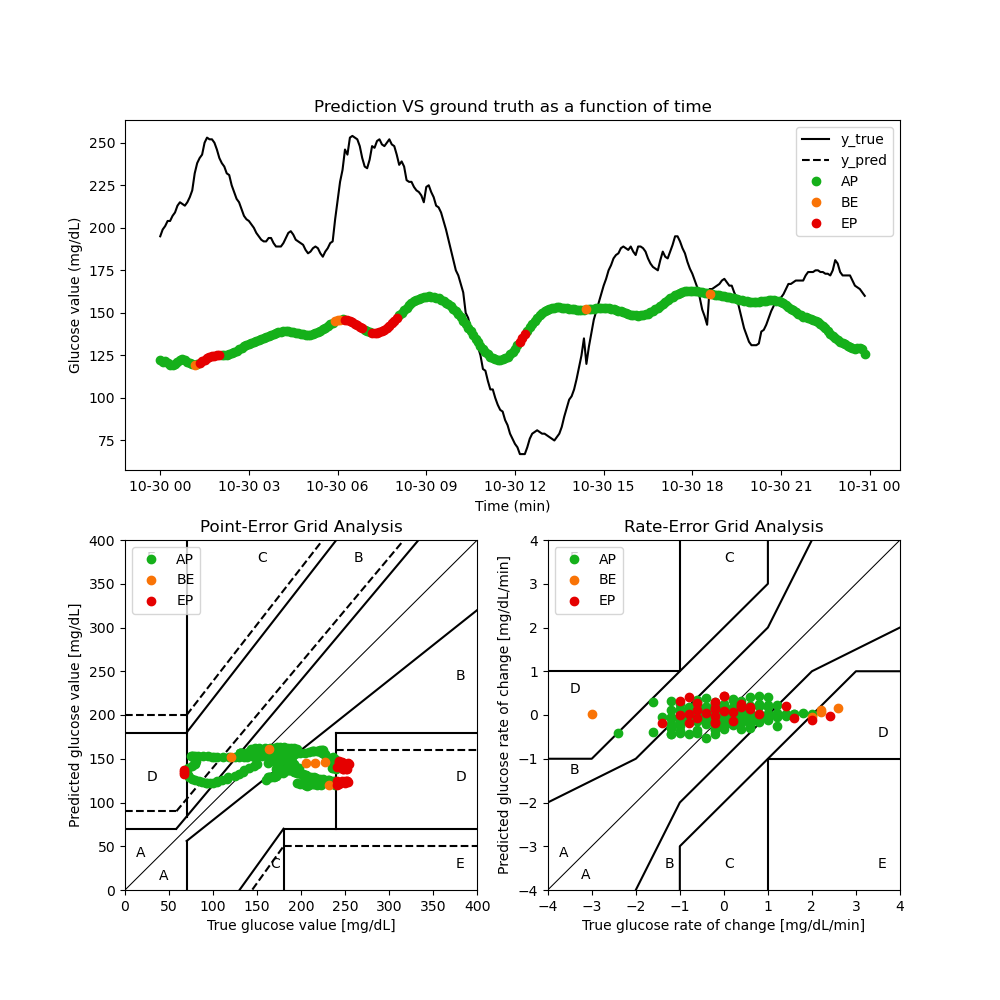 Prediction VS ground truth as a function of time
Glucose value (mg/dL)
250
225
200
175
150
125
100
75
y_true
y_pred
AP
BE
EP
10-30 00 10-30 03 10-30 06 10-30 09 10-30 12 10-30 15 10-30 18 10-30 21 10-31 00
Time (min)
Point-Error Grid Analysis
Predicted glucose value [mg/dL]
400
350
300
250
200
150
100
50
0
AP
BE
EP
C
B
B
D
D
A
A
C
E
0 50 100 150 200 250 300 350 400
True glucose value [mg/dL]
Rate-Error Grid Analysis
Predicted glucose rate of change [mg/dL/min]
4
3
2
1
0
−1
−2
−3
−4
AP
BE
EP
C
D
D
B
A
A
B
C
E
−4 −3 −2 −1 0 1 2 3 4
True glucose rate of change [mg/dL/min]